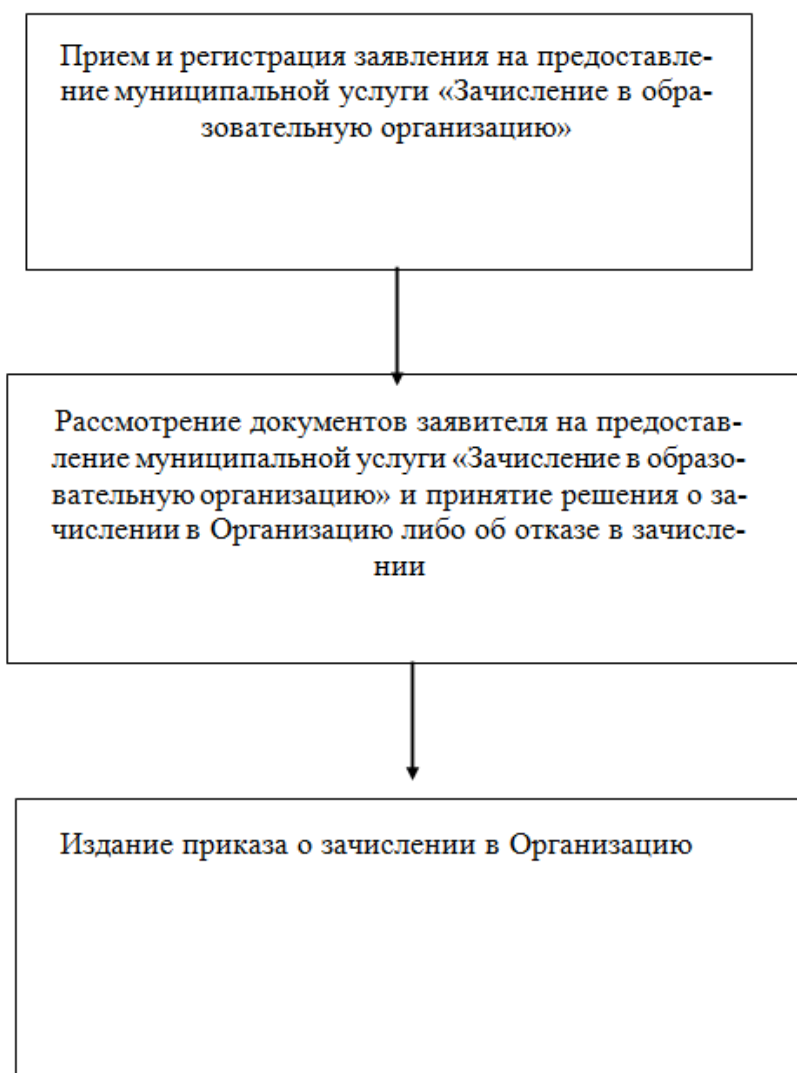 Прием и регистрация заявления на предоставле-
ние муниципальной услуги «Зачисление в обра-
зовательную организацию»
Рассмотрение документов заявителя на предостав-
ление муниципальной услуги «Зачисление в образо-
вательную организацию» и принятие решения о за-
числении в Организацию либо об отказе в зачисле-
нии
Издание приказа о зачислении в Организацию